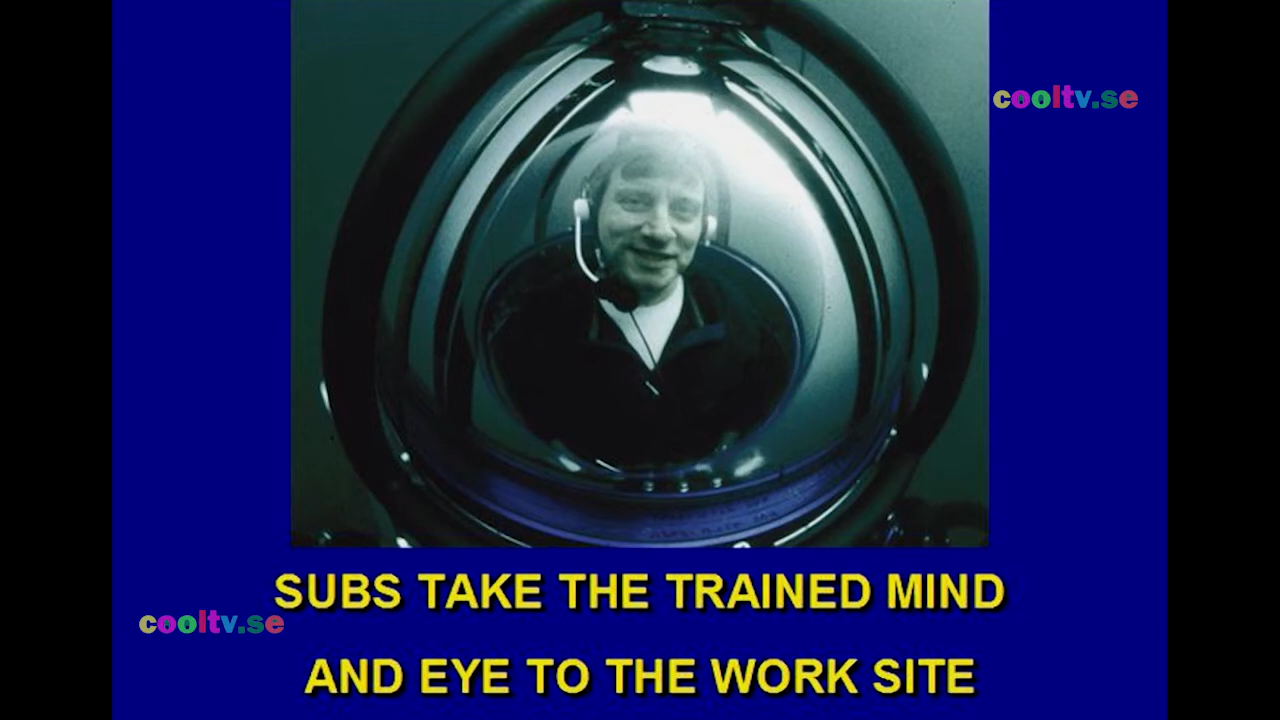 cooltv.se
SUBS TAKE THE TRAINED MIND
cooltv.se
AND EYE TO THE WORK SITE